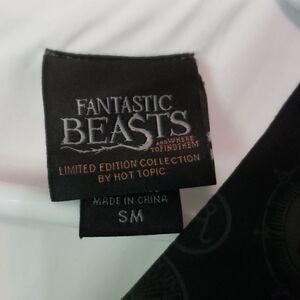 FANTASTIC
BEASTS
AND WHERE
TO FIND THEM
LIMITED EDITION COLLECTION
BY HOT TOPIC
MADE IN CHINA
SM